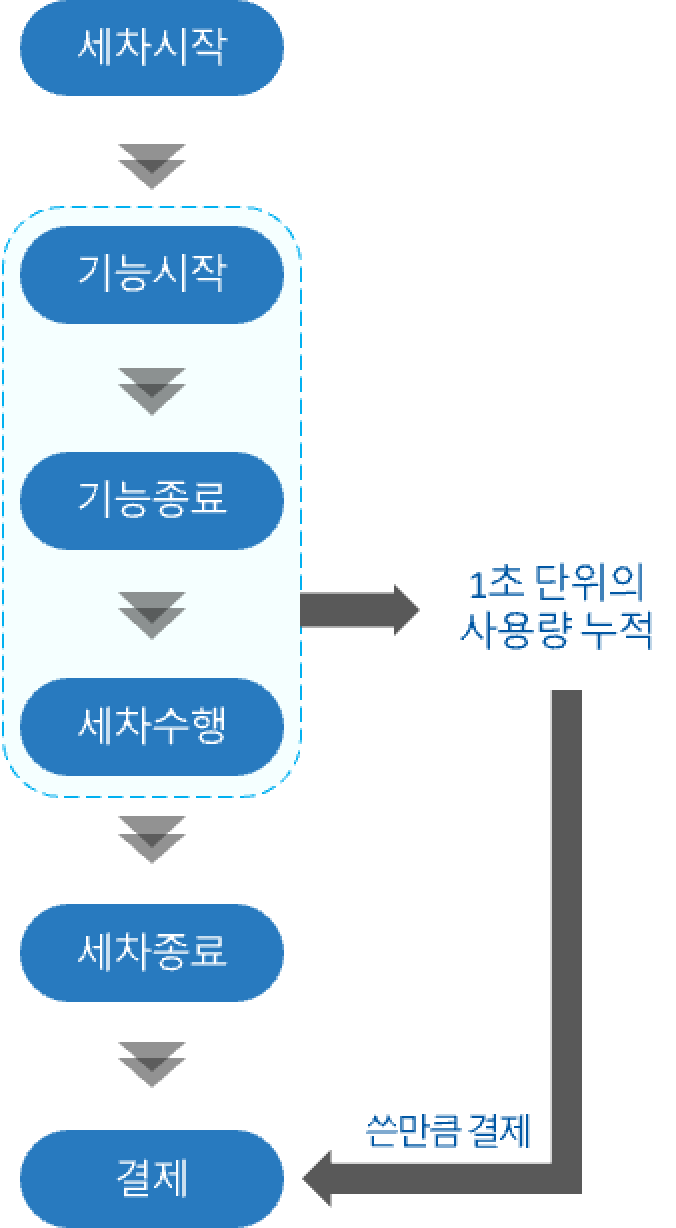 세차시작
기능시작
기능종료
세차수행
1초 단위의
사용량 누적
세차종료
쓴만큼 결제
결제